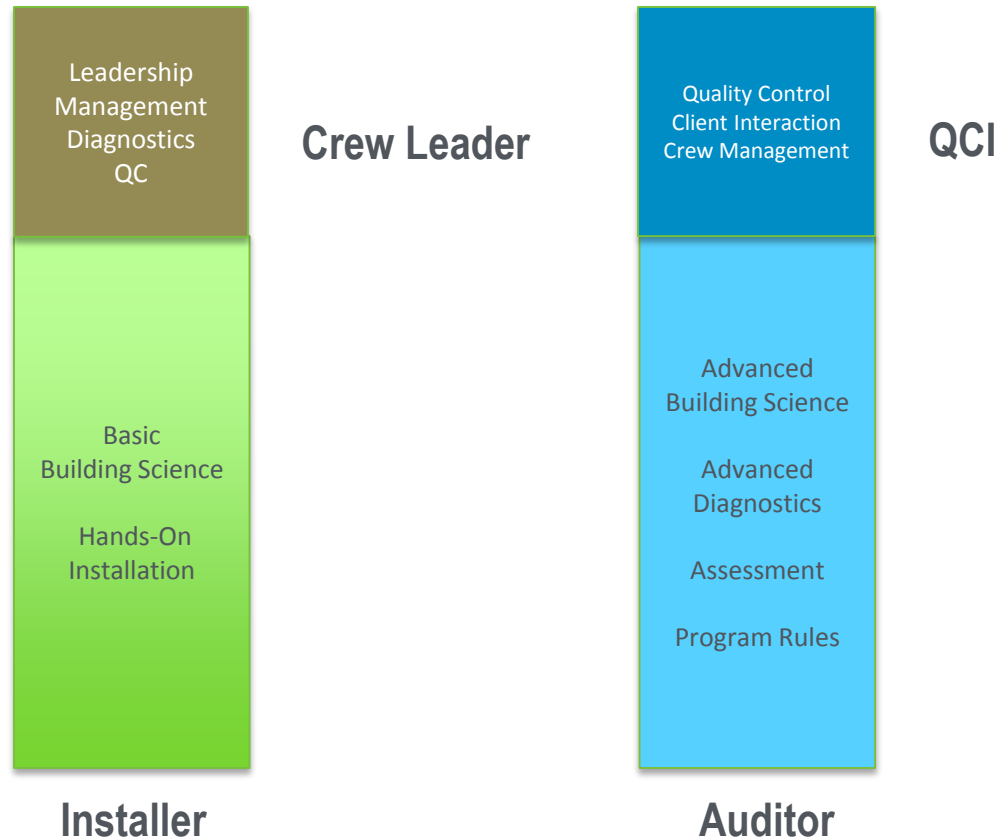 Leadership
Management
Diagnostics
QC
Crew Leader
Basic
Building Science
Hands-On
Installation
Installer
Quality Control
Client Interaction
Crew Management
QCI
Advanced
Building Science
Advanced
Diagnostics
Assessment
Program Rules
Auditor